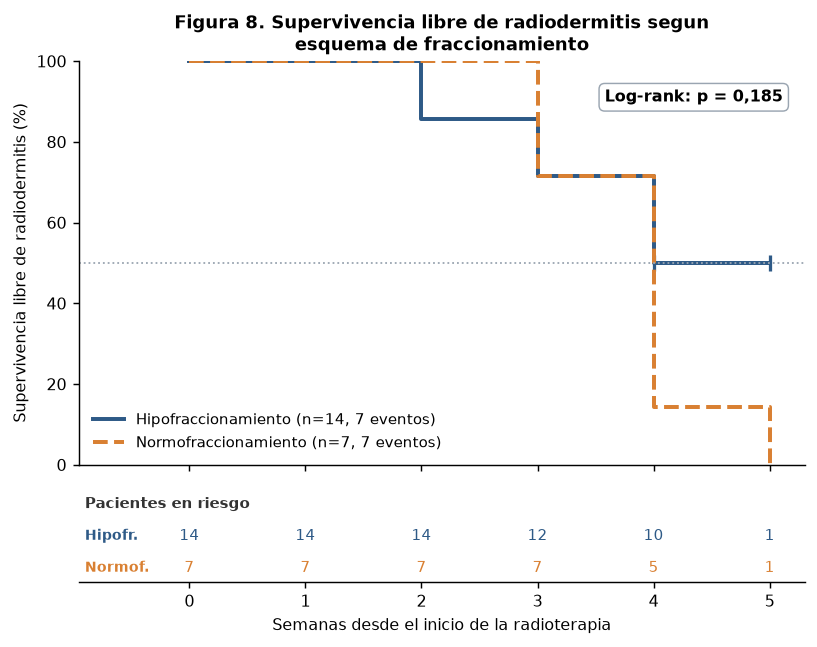 Figura 8. Supervivencia libre de radiodermitis segun
esquema de fraccionamiento
Supervivencia libre de radiodermitis (%)
100
80
60
40
20
0
Log-rank: p = 0,185
Hipofraccionamiento (n=14, 7 eventos)
Normofraccionamiento (n=7, 7 eventos)
Pacientes en riesgo
Hipofr. 14 14 14 12 10 1
Normof. 7 7 7 7 5 1
0 1 2 3 4 5
Semanas desde el inicio de la radioterapia